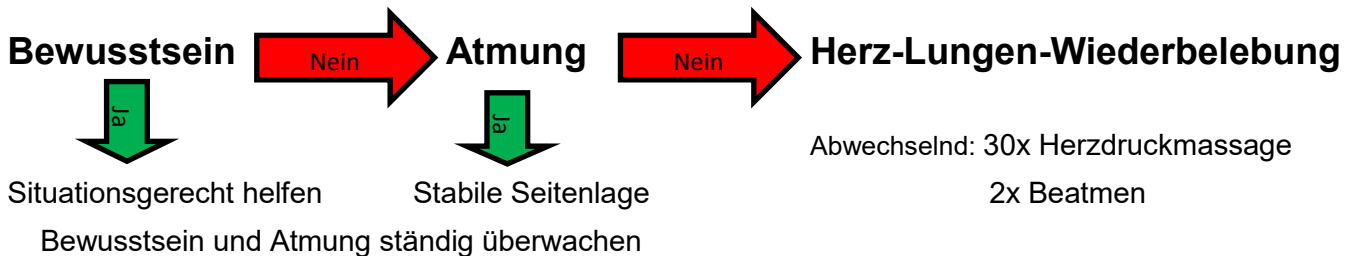 Bewusstsein Nein Atmung Nein Herz-Lungen-Wiederbelebung
Ja Ja
Abwechselnd: 30x Herzdruckmassage
Situationsgerecht helfen Stabile Seitenlage 2x Beatmen
Bewusstsein und Atmung ständig überwachen